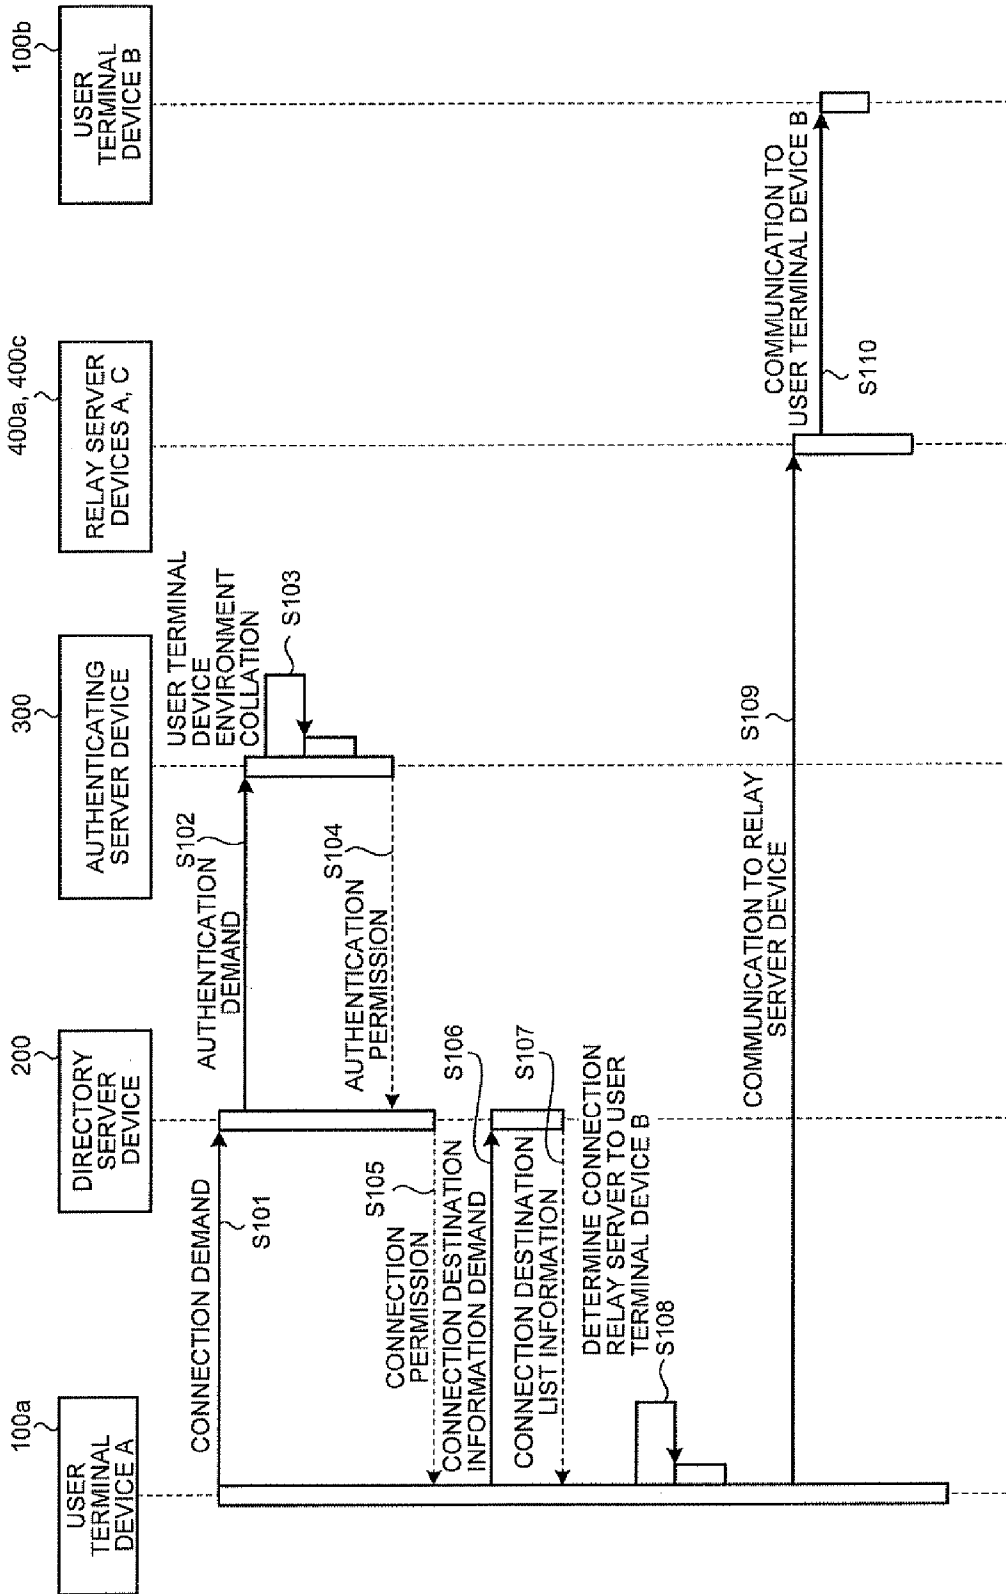 100a
USER
TERMINAL
DEVICE A
200
DIRECTORY
SERVER
DEVICE
300
AUTHENTICATING
SERVER DEVICE
400a, 400c
RELAY SERVER
DEVICES A, C
100b
USER
TERMINAL
DEVICE B
CONNECTION DEMAND
S101
AUTHENTICATION
DEMAND
S102
USER TERMINAL
DEVICE
ENVIRONMENT
COLLATION
S103
AUTHENTICATION
PERMISSION
S104
CONNECTION
PERMISSION
S105
CONNECTION DESTINATION
INFORMATION DEMAND
S106
CONNECTION DESTINATION
LIST INFORMATION
S107
DETERMINE CONNECTION
RELAY SERVER TO USER
TERMINAL DEVICE B
S108
COMMUNICATION TO RELAY
SERVER DEVICE
S109
COMMUNICATION TO
USER TERMINAL DEVICE B
S110